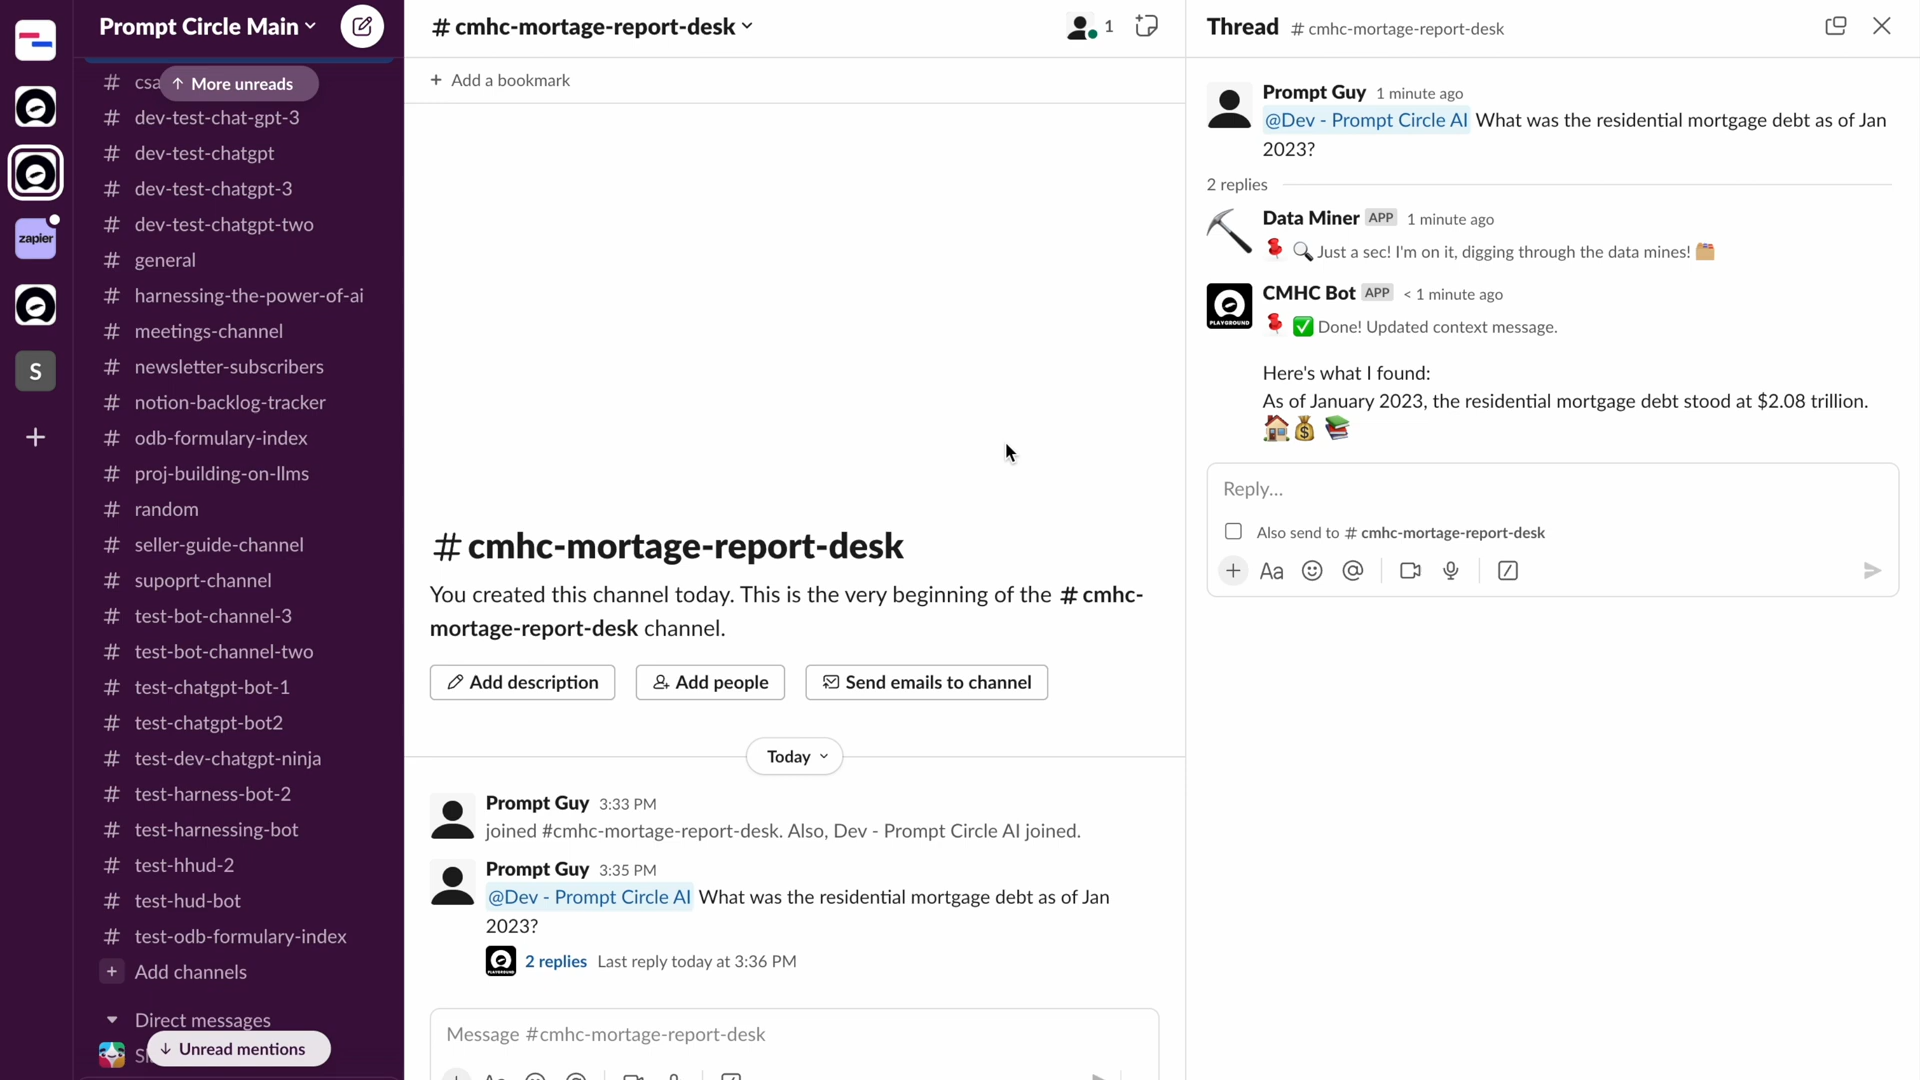 Prompt Circle Main
csa
More unreads
# dev-test-chat-gpt-3
# dev-test-chatgpt
# dev-test-chatgpt-3
# dev-test-chatgpt-two
# general
# harnessing-the-power-of-ai
# meetings-channel
# newsletter-subscribers
# notion-backlog-tracker
# odb-formulary-index
# proj-building-on-llms
# random
# seller-guide-channel
# supoprt-channel
# test-bot-channel-3
# test-bot-channel-two
# test-chatgpt-bot-1
# test-chatgpt-bot2
# test-dev-chatgpt-ninja
# test-harness-bot-2
# test-harnessing-bot
# test-hhud-2
# test-hud-bot
# test-odb-formulary-index
+ Add channels
Direct messages
Unread mentions
zapier
S
# cmhc-mortage-report-desk
1
+ Add a bookmark
# cmhc-mortage-report-desk
You created this channel today. This is the very beginning of the # cmhc-
mortage-report-desk channel.
Add description
Add people
Send emails to channel
Today
Prompt Guy 3:33 PM
joined #cmhc-mortage-report-desk. Also, Dev - Prompt Circle AI joined.
Prompt Guy 3:35 PM
@Dev - Prompt Circle AI What was the residential mortgage debt as of Jan
2023?
2 replies Last reply today at 3:36 PM
Message #cmhc-mortage-report-desk
Thread # cmhc-mortage-report-desk
Prompt Guy 1 minute ago
@Dev - Prompt Circle AI What was the residential mortgage debt as of Jan
2023?
2 replies
Data Miner APP 1 minute ago
Just a sec! I'm on it, digging through the data mines!
CMHC Bot APP < 1 minute ago
PLAYGROUND
Done! Updated context message.
Here's what I found:
As of January 2023, the residential mortgage debt stood at $2.08 trillion.
Reply...
Also send to # cmhc-mortage-report-desk
Aa